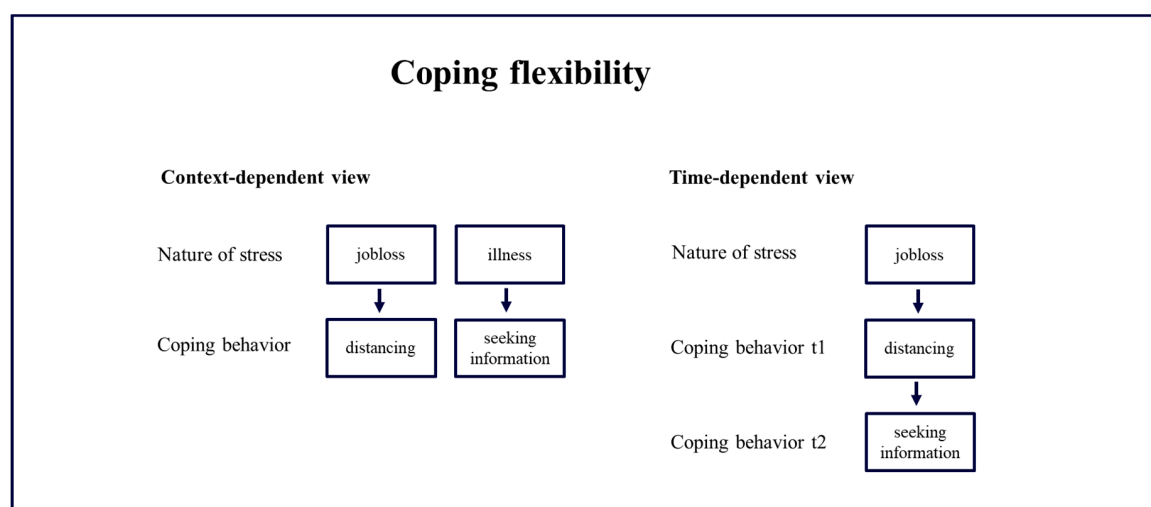 Coping flexibility
Context-dependent view
Nature of stress
jobloss
illness
Coping behavior
distancing
seeking
information
Time-dependent view
Nature of stress
jobloss
Coping behavior t1
distancing
Coping behavior t2
seeking
information